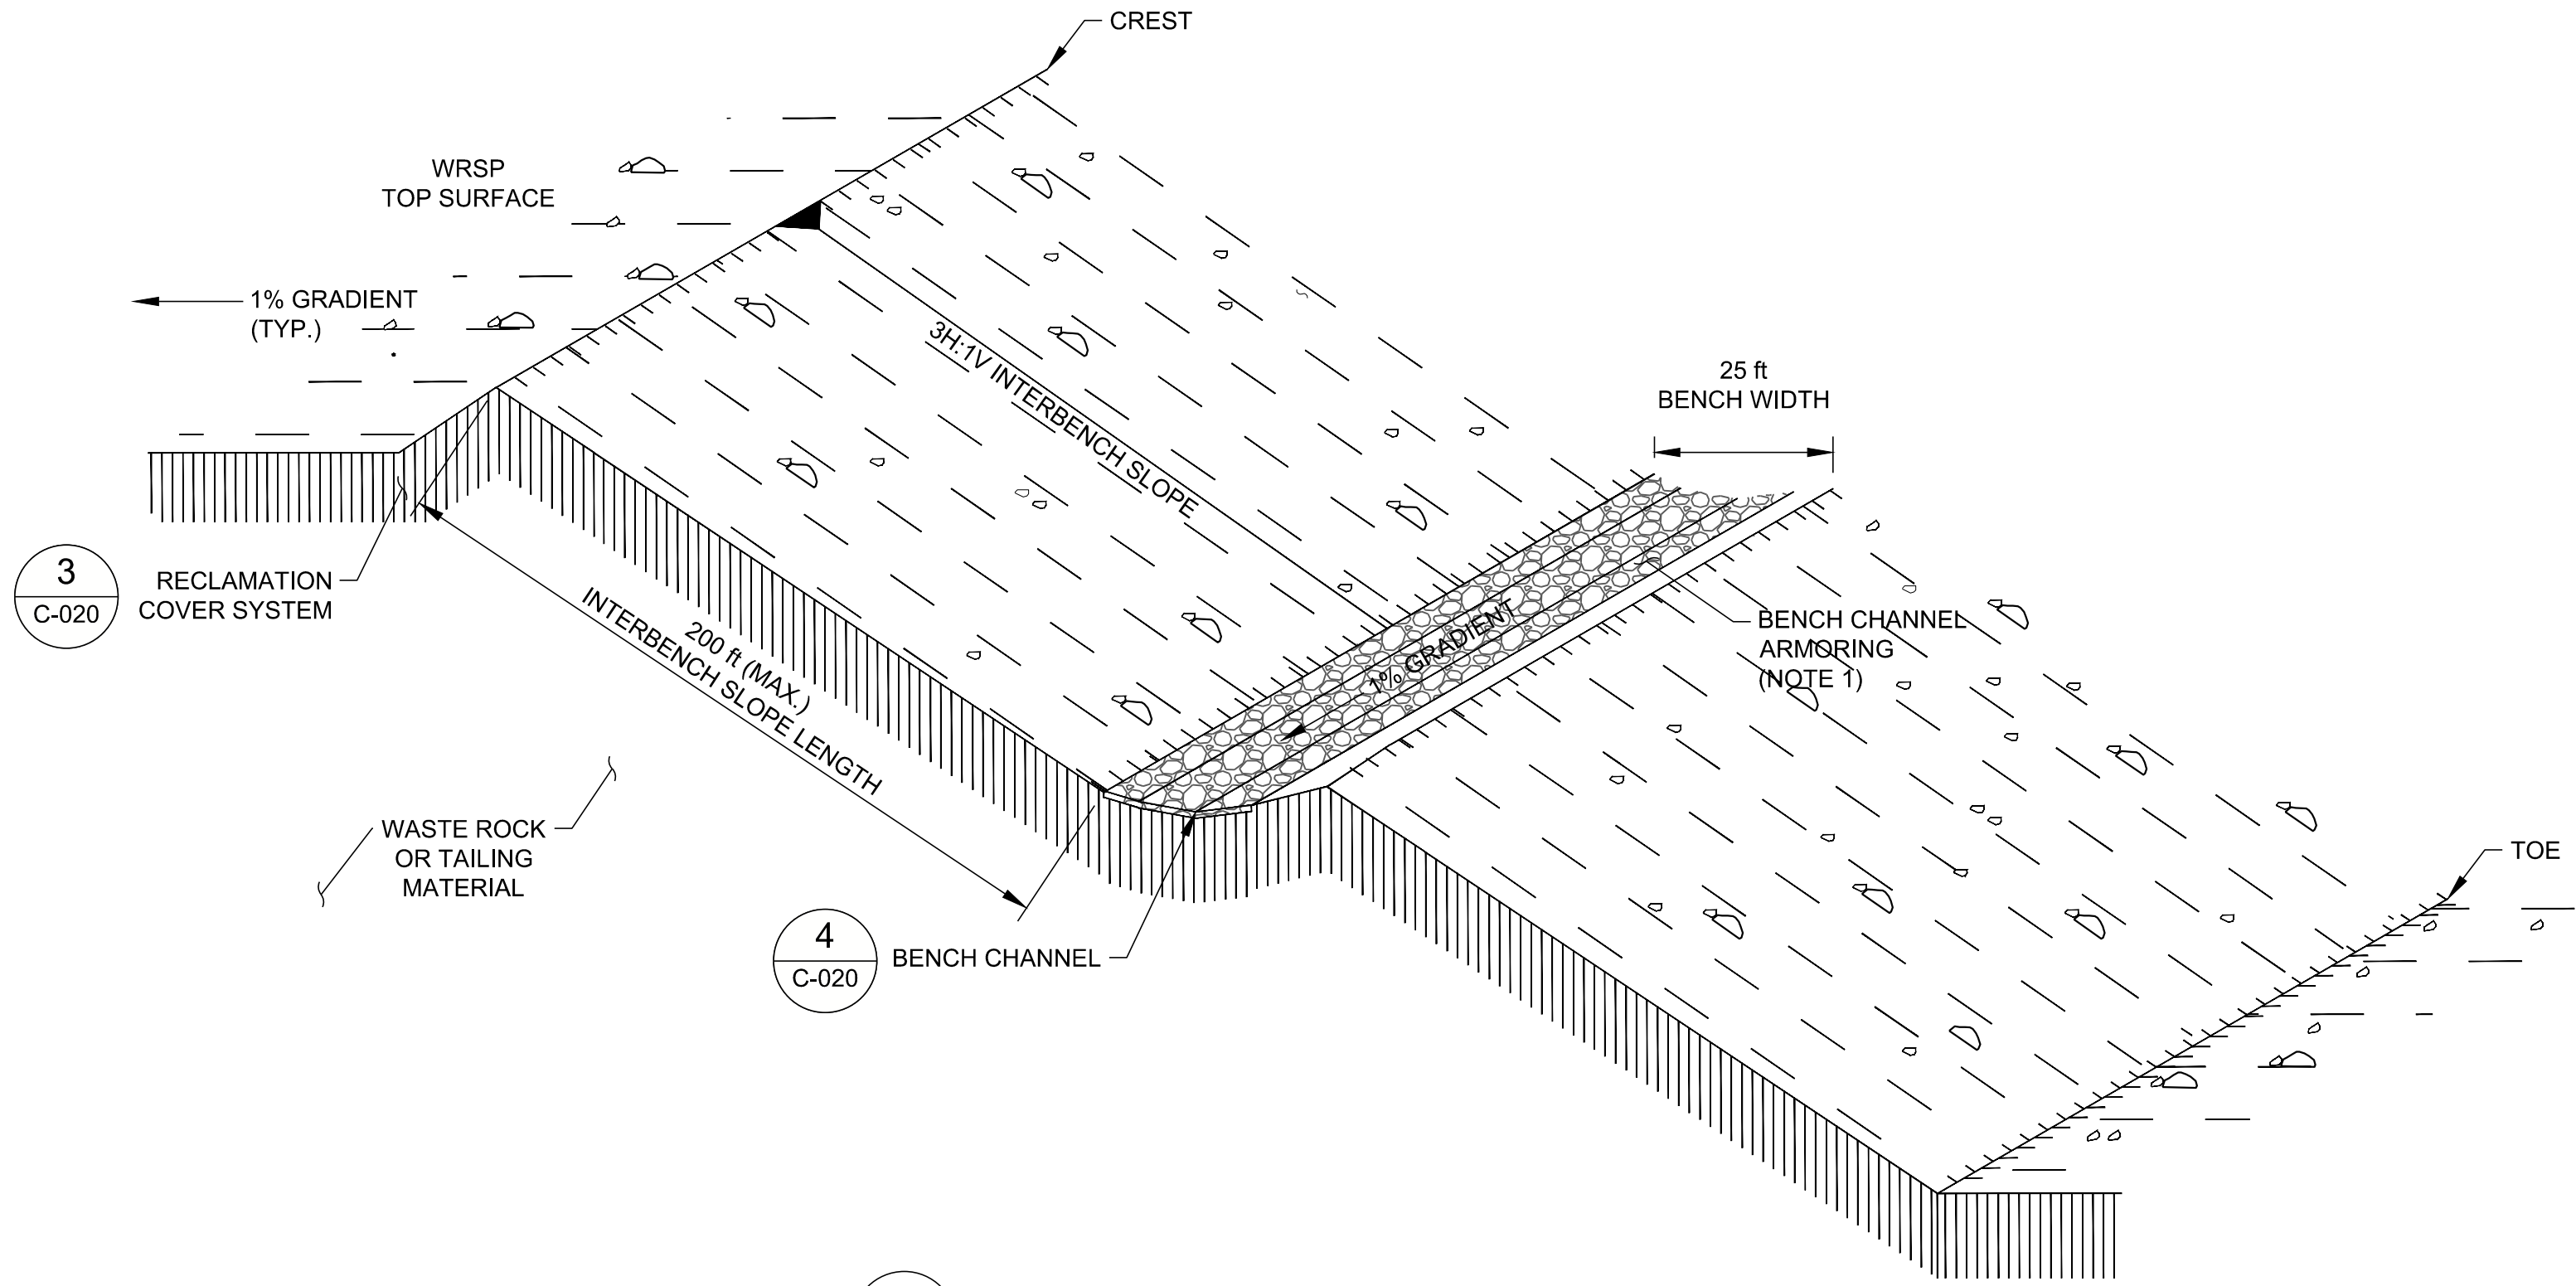 CREST
WRSP
TOP SURFACE
1% GRADIENT
(TYP.)
3H:1V INTERBENCH SLOPE
25 ft
BENCH WIDTH
3
C-020
RECLAMATION
COVER SYSTEM
200 ft (MAX.)
INTERBENCH SLOPE LENGTH
1% GRADIENT
BENCH CHANNEL
ARMORING
(NOTE 1)
WASTE ROCK
OR TAILING
MATERIAL
TOE
4
C-020
BENCH CHANNEL